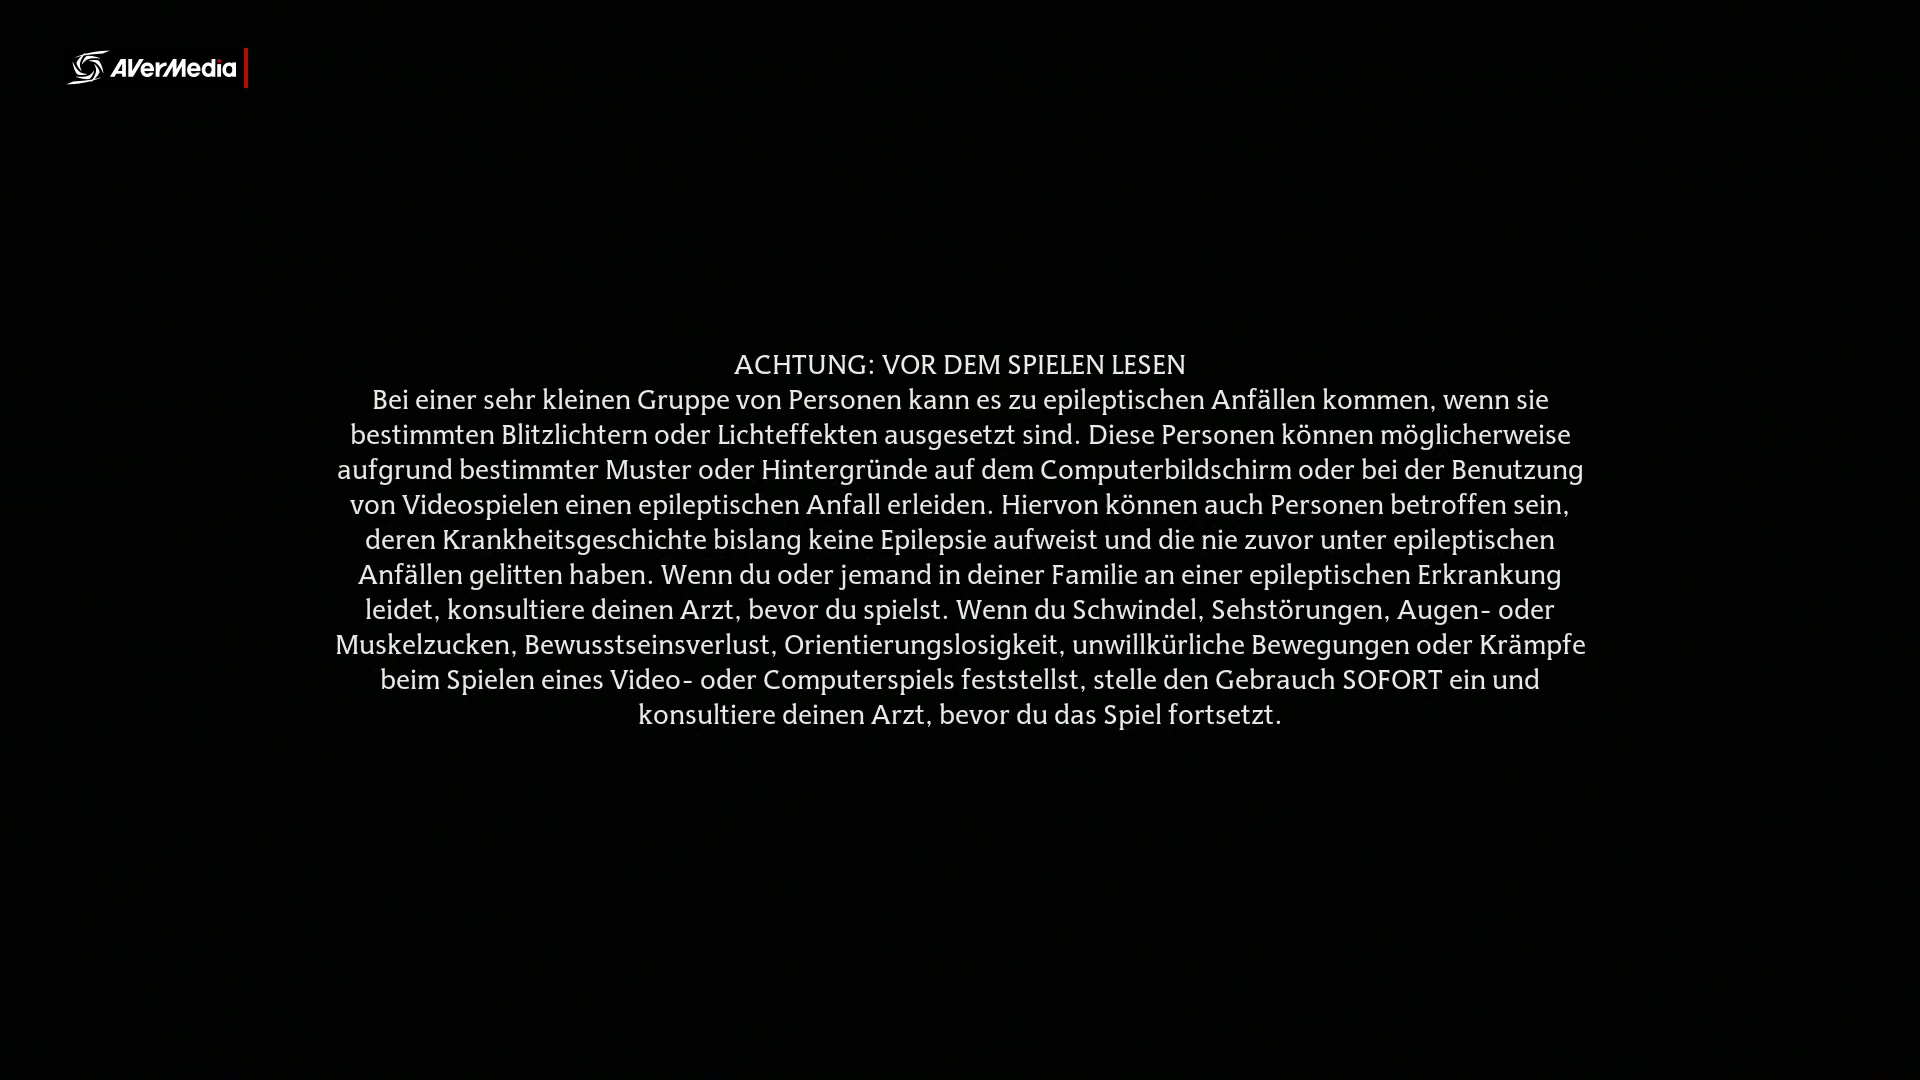 AVerMedia
ACHTUNG: VOR DEM SPIELEN LESEN
Bei einer sehr kleinen Gruppe von Personen kann es zu epileptischen Anfällen kommen, wenn sie
bestimmten Blitzlichtern oder Lichteffekten ausgesetzt sind. Diese Personen können möglicherweise
aufgrund bestimmter Muster oder Hintergründe auf dem Computerbildschirm oder bei der Benutzung
von Videospielen einen epileptischen Anfall erleiden. Hiervon können auch Personen betroffen sein,
deren Krankheitsgeschichte bislang keine Epilepsie aufweist und die nie zuvor unter epileptischen
Anfällen gelitten haben. Wenn du oder jemand in deiner Familie an einer epileptischen Erkrankung
leidet, konsultiere deinen Arzt, bevor du spielst. Wenn du Schwindel, Sehstörungen, Augen- oder
Muskelzucken, Bewusstseinsverlust, Orientierungslosigkeit, unwillkürliche Bewegungen oder Krämpfe
beim Spielen eines Video- oder Computerspiels feststellst, stelle den Gebrauch SOFORT ein und
konsultiere deinen Arzt, bevor du das Spiel fortsetzt.